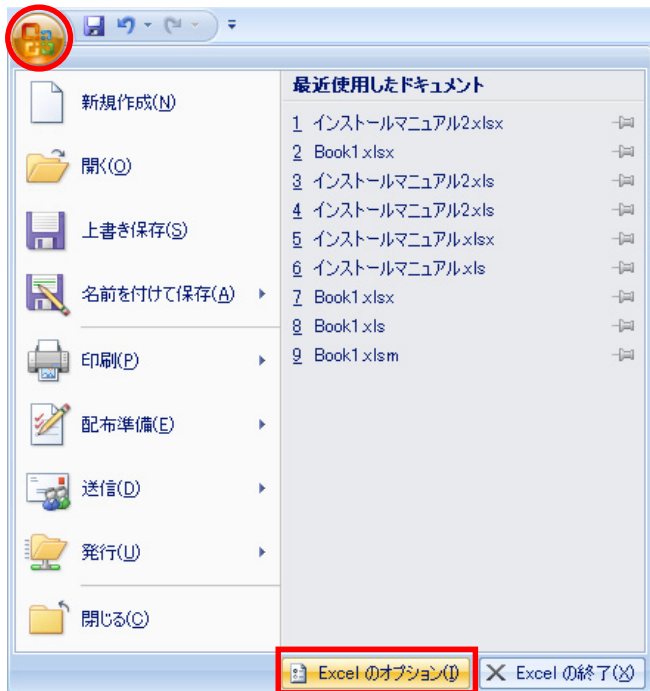 新規作成(N)
開く(O)
上書き保存(S)
名前を付けて保存(A)
印刷(P)
配布準備(E)
送信(D)
発行(U)
閉じる(C)
最近使用したドキュメント
1 インストールマニュアル2.xlsx
2 Book1.xlsx
3 インストールマニュアル2.xls
4 インストールマニュアル2.xls
5 インストールマニュアル.xlsx
6 インストールマニュアル.xls
7 Book1.xlsx
8 Book1.xls
9 Book1.xlsm
Excel のオプション(I)
Excel の終了(X)